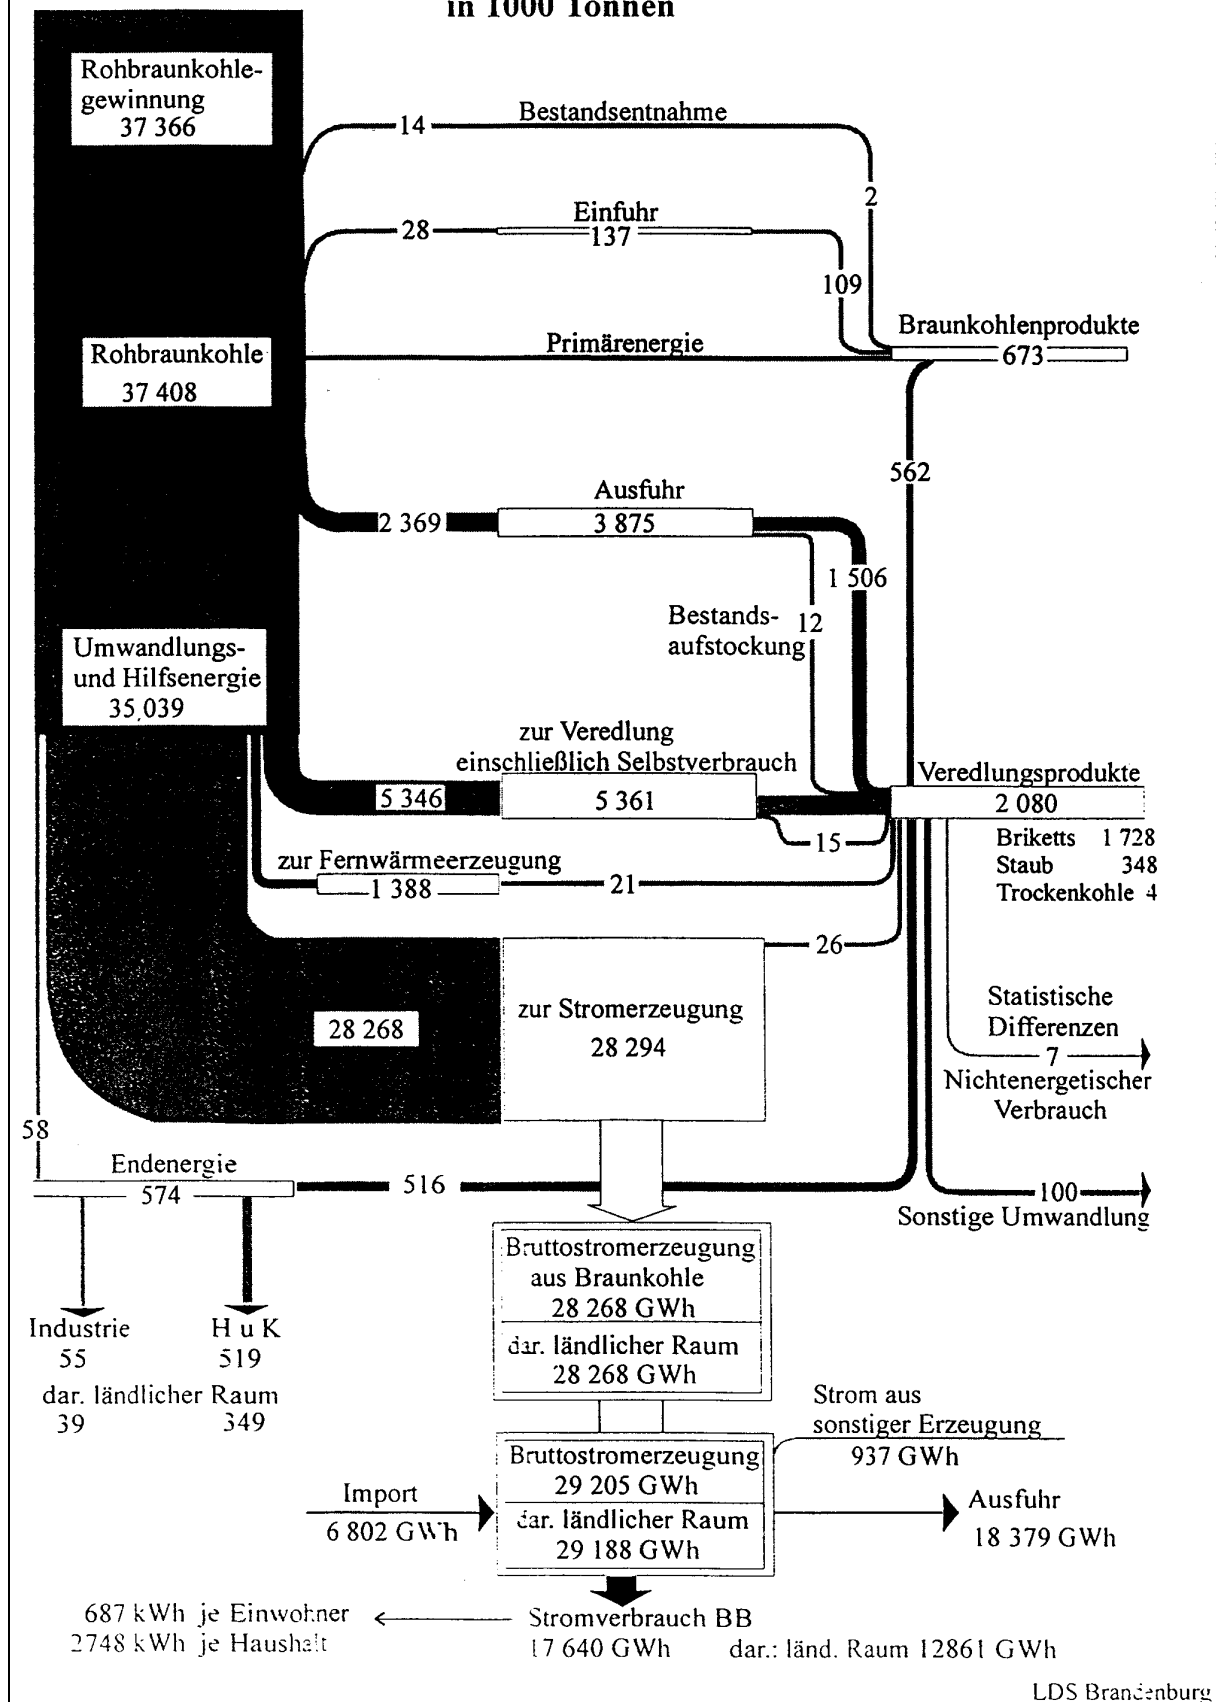 in 1000 Tonnen
Rohbraunkohle-
gewinnung
37 366
14
Bestandsentnahme
2
28
Einfuhr
137
109
Braunkohlenprodukte
673
Rohbraunkohle
37 408
Primärenergie
562
Ausfuhr
2 369
3 875
1 506
Bestands-
aufstockung
12
Umwandlungs-
und Hilfsenergie
35,039
zur Veredlung
einschließlich Selbstverbrauch
5 346
5 361
15
Veredlungsprodukte
2 080
Briketts 1 728
Staub 348
Trockenkohle 4
zur Fernwärmeerzeugung
1 388
21
26
28 268
zur Stromerzeugung
28 294
Statistische
Differenzen
7
Nichtenergetischer
Verbrauch
58
Endenergie
574
516
100
Sonstige Umwandlung
Bruttostromerzeugung
aus Braunkohle
28 268 GWh
dar. ländlicher Raum
28 268 GWh
Industrie
55
H u K
519
dar. ländlicher Raum
39
349
Strom aus
sonstiger Erzeugung
937 GWh
Bruttostromerzeugung
29 205 GWh
dar. ländlicher Raum
29 188 GWh
Import
6 802 GWh
Ausfuhr
18 379 GWh
687 kWh je Einwohner
2748 kWh je Haushalt
Stromverbrauch BB
17 640 GWh
dar.: länd. Raum 12861 GWh
LDS Brandenburg